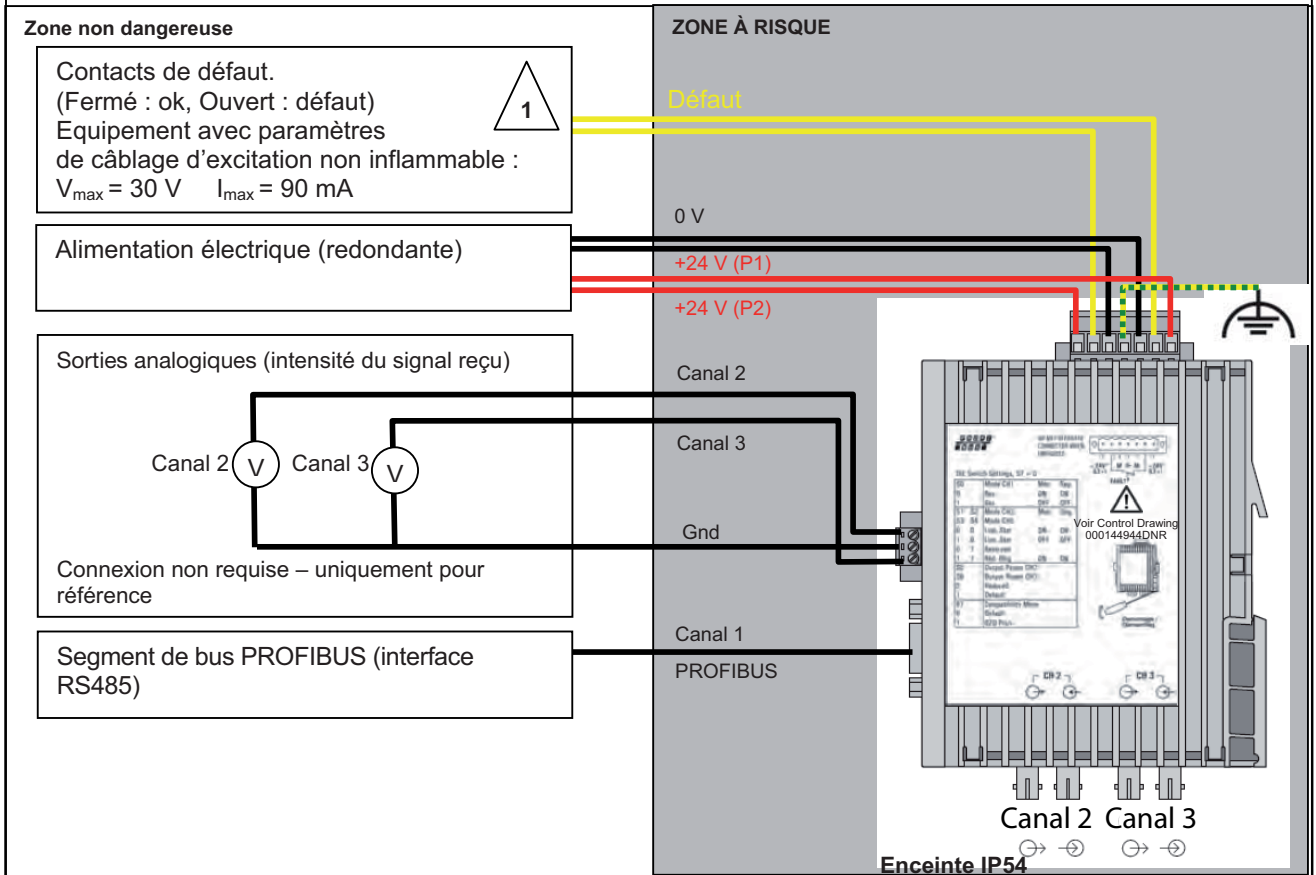 Zone non dangereuse
ZONE À RISQUE
Contacts de défaut.
(Fermé : ok, Ouvert : défaut)
Equipement avec paramètres
de câblage d'excitation non inflammable :
Vmax = 30 V Imax = 90 mA
1
Défaut
0 V
Alimentation électrique (redondante)
+24 V (P1)
+24 V (P2)
Sorties analogiques (intensité du signal reçu)
Canal 2
Canal 3
Canal 2
V
Canal 3
V
Gnd
Connexion non requise – uniquement pour
référence
Canal 1
PROFIBUS
Segment de bus PROFIBUS (interface
RS485)
FAULT
Voir Control Drawing
000144944DNR
CH 2
CH 3
Canal 2 Canal 3
Enceinte IP54